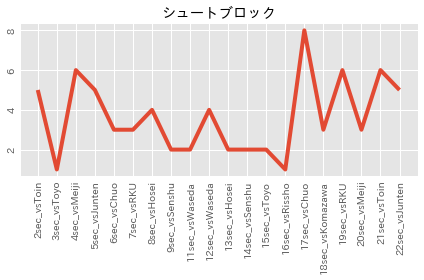 シュートブロック
8
6
4
2
2sec_vsToin
3sec_vsToyo
4sec_vsMeiji
5sec_vsJunten
6sec_vsChuo
7sec_vsRKU
8sec_vsHosei
9sec_vsSenshu
11sec_vsWaseda
12sec_vsWaseda
13sec_vsHosei
14sec_vsSenshu
15sec_vsToyo
16sec_vsRissho
17sec_vsChuo
18sec_vsKomazawa
19sec_vsRKU
20sec_vsMeiji
21sec_vsToin
22sec_vsJunten